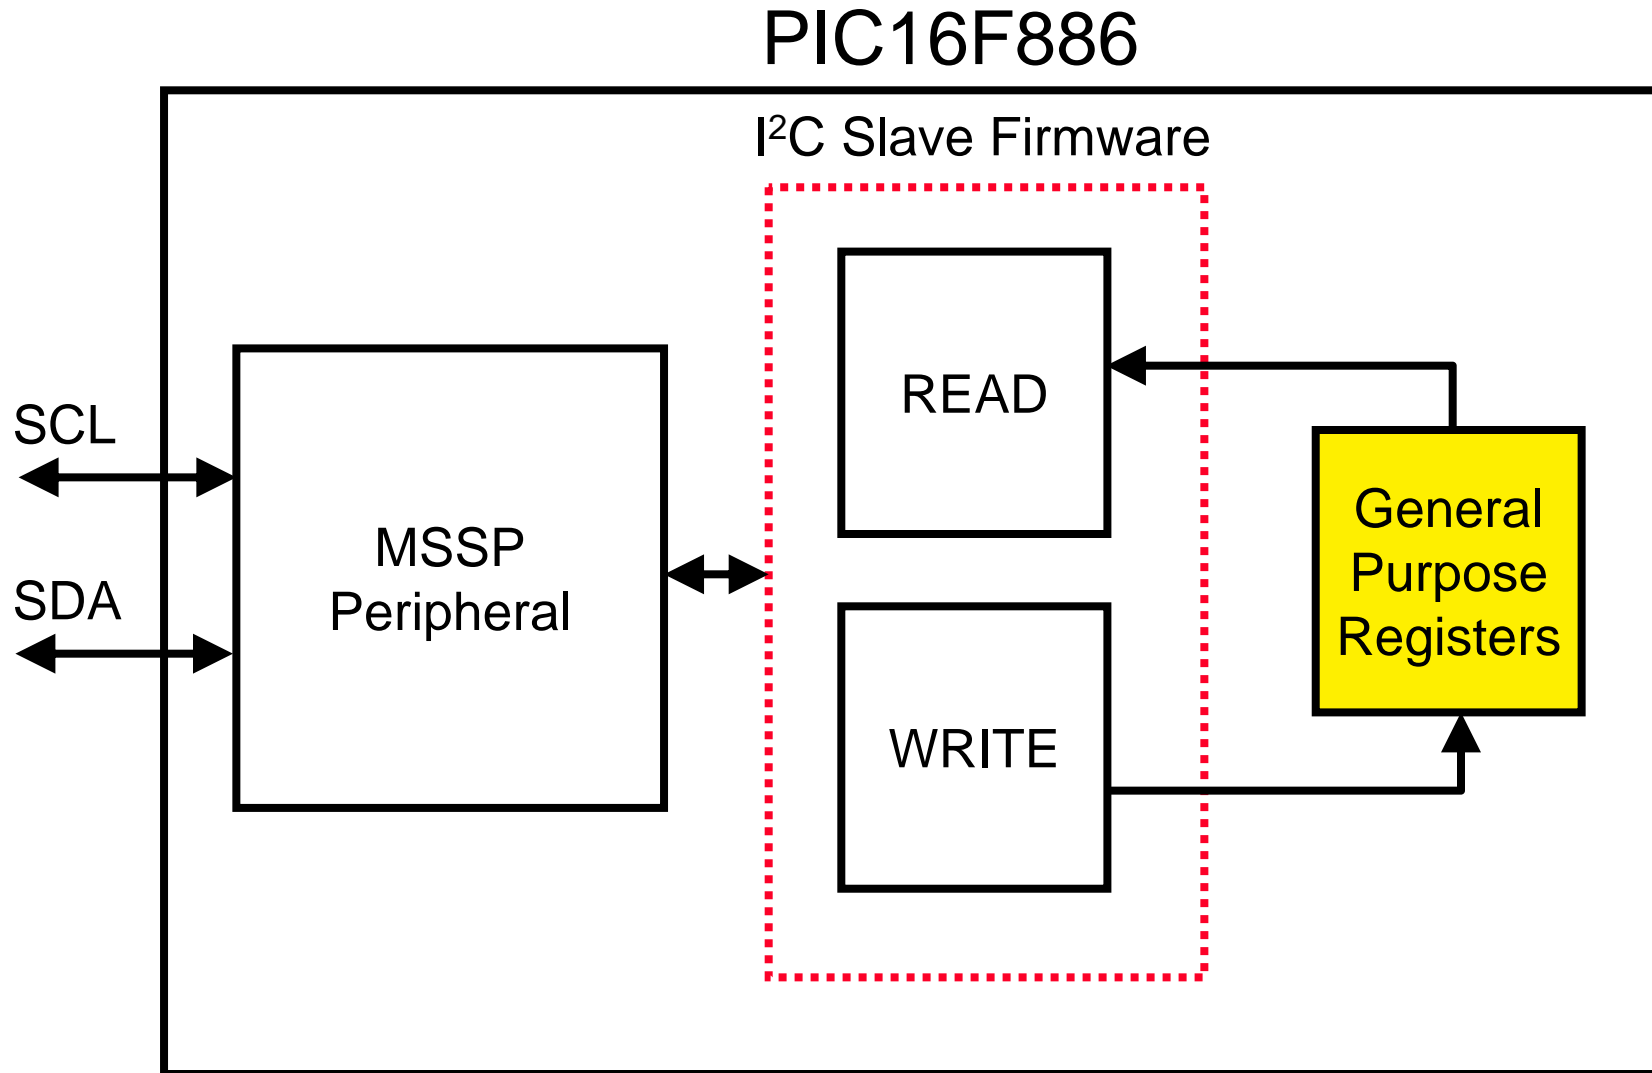 PIC16F886
I²C Slave Firmware
READ
SCL
General
Purpose
Registers
MSSP
Peripheral
SDA
WRITE